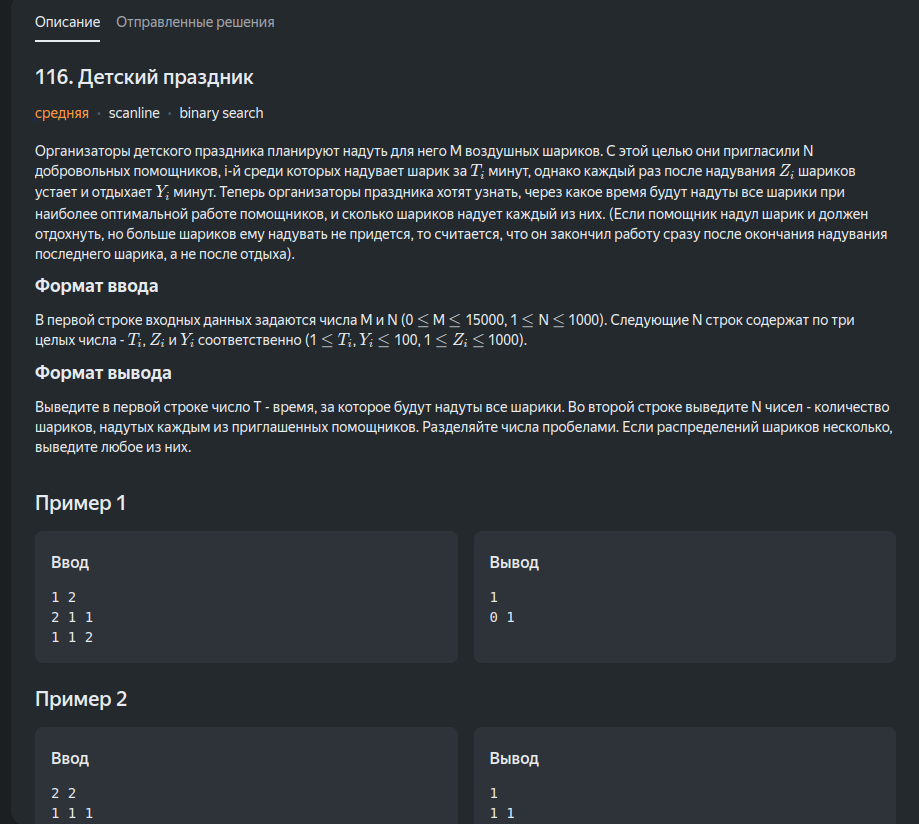 Описание Отправленные решения
116. Детский праздник
средняя · scanline · binary search
Организаторы детского праздника планируют надуть для него M воздушных шариков. С этой целью они пригласили N
добровольных помощников, i-й среди которых надувает шарик за T_i минут, однако каждый раз после надувания Z_i шариков
устает и отдыхает Y_i минут. Теперь организаторы праздника хотят узнать, через какое время будут надуты все шарики при
наиболее оптимальной работе помощников, и сколько шариков надует каждый из них. (Если помощник надул шарик и должен
отдохнуть, но больше шариков ему надувать не придется, то считается, что он закончил работу сразу после окончания надувания
последнего шарика, а не после отдыха).
Формат ввода
В первой строке входных данных задаются числа M и N (0 ≤ M ≤ 15000, 1 ≤ N ≤ 1000). Следующие N строк содержат по три
целых числа - T_i, Z_i и Y_i соответственно (1 ≤ T_i, Y_i ≤ 100, 1 ≤ Z_i ≤ 1000).
Формат вывода
Выведите в первой строке число T - время, за которое будут надуты все шарики. Во второй строке выведите N чисел - количество
шариков, надутых каждым из приглашенных помощников. Разделяйте числа пробелами. Если распределений шариков несколько,
выведите любое из них.
Пример 1
Ввод
1 2
2 1 1
1 1 2
Вывод
1
0 1
Пример 2
Ввод
2 2
1 1 1
Вывод
1
1 1